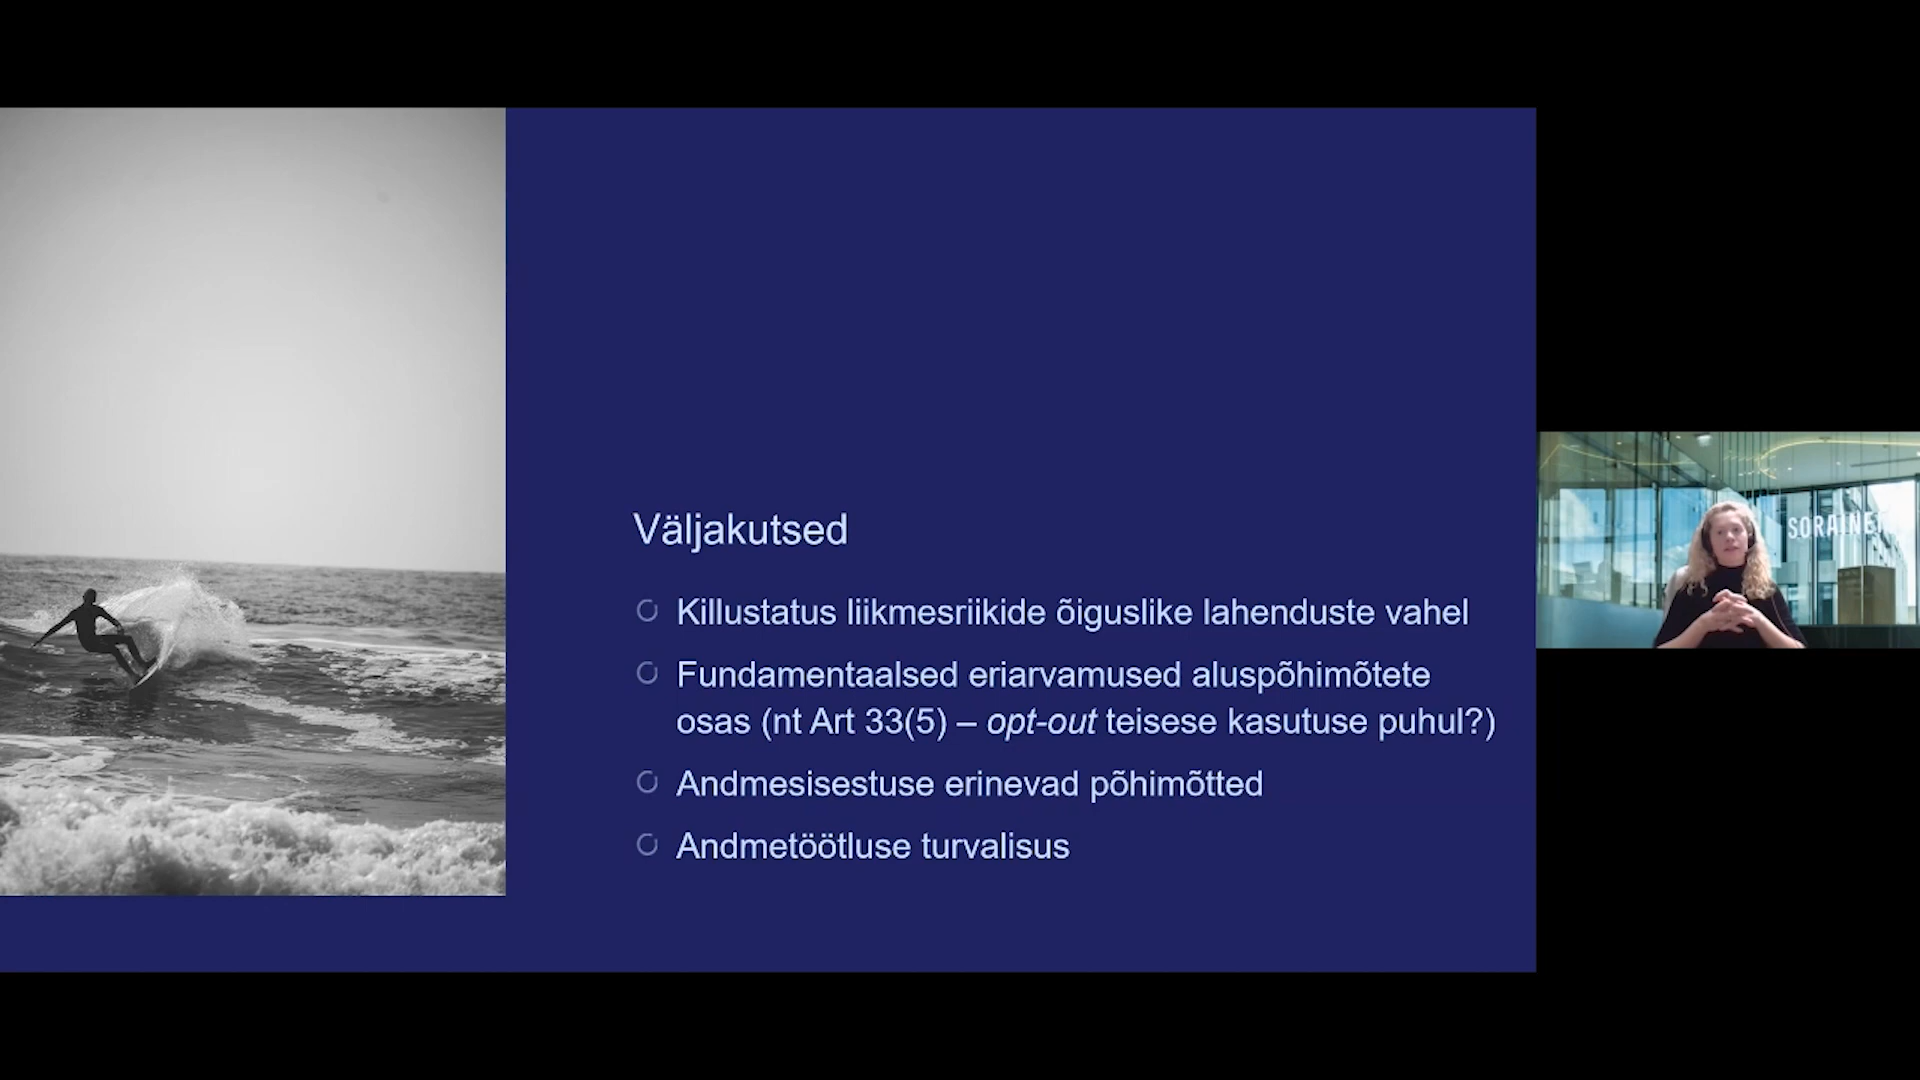 Väljakutsed
Killustatus liikmesriikide õiguslike lahenduste vahel
Fundamentaalsed eriarvamused aluspõhimõtete
osas (nt Art 33(5) – opt-out teisese kasutuse puhul?)
Andmesisestuse erinevad põhimõtted
Andmetöötluse turvalisus
SORAINEN